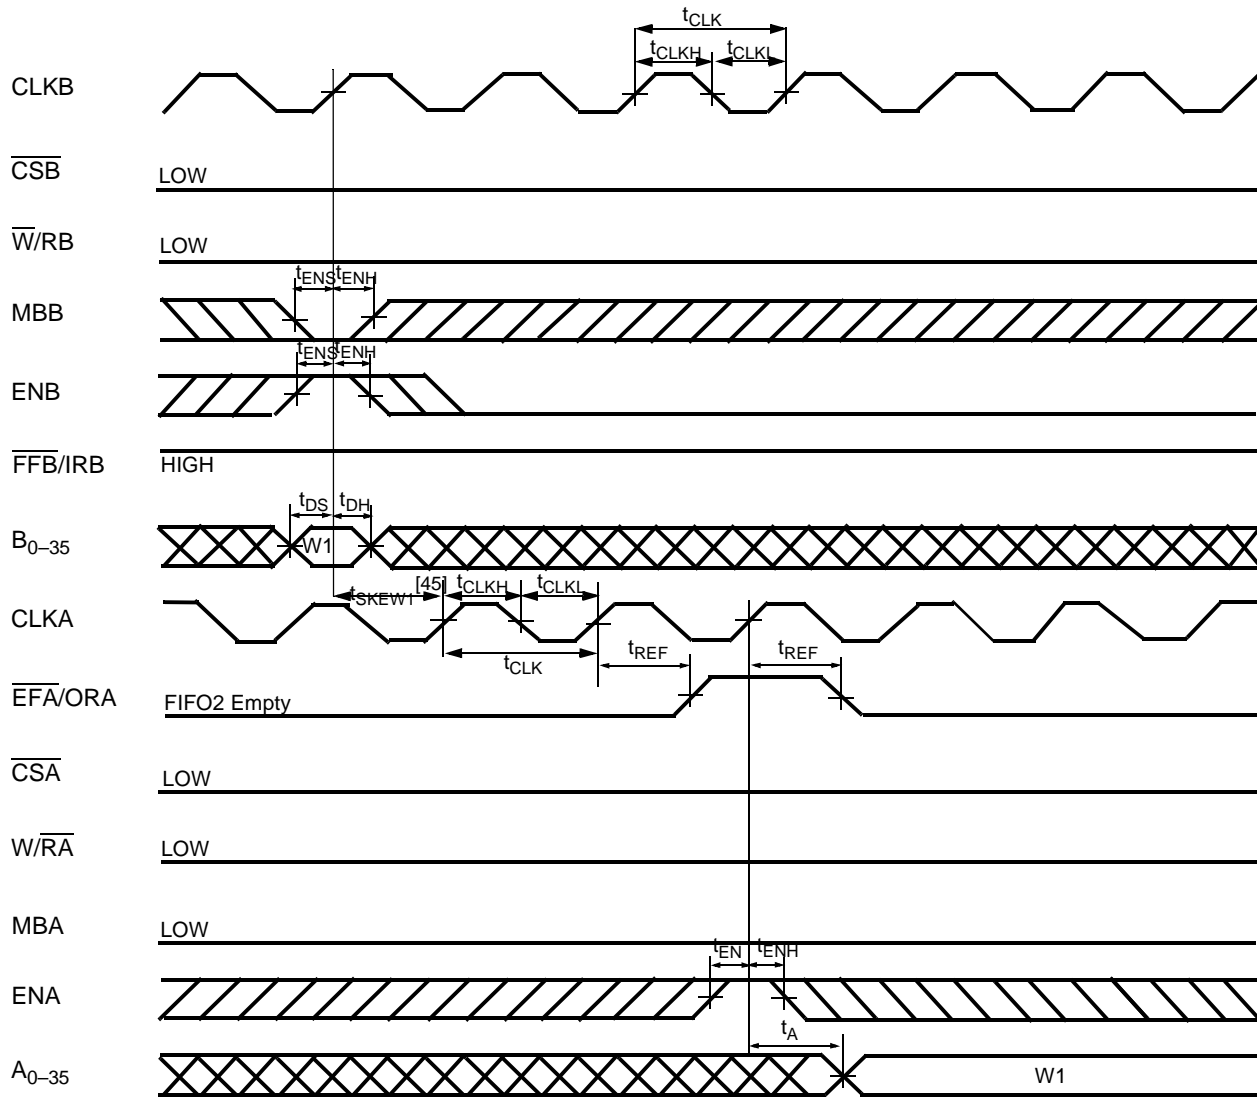 tCLK
tCLKH tCLKL
CLKB
CSB LOW
W/RB LOW
tENS tENH
MBB
tENS tENH
ENB
FFB/IRB HIGH
tDS tDH
B0–35 W1
tSKEW1 [45] tCLKH tCLKL
CLKA
tCLK tREF tREF
EFA/ORA FIFO2 Empty
CSA LOW
W/RA LOW
MBA LOW
tEN tENH
ENA
tA
A0–35 W1